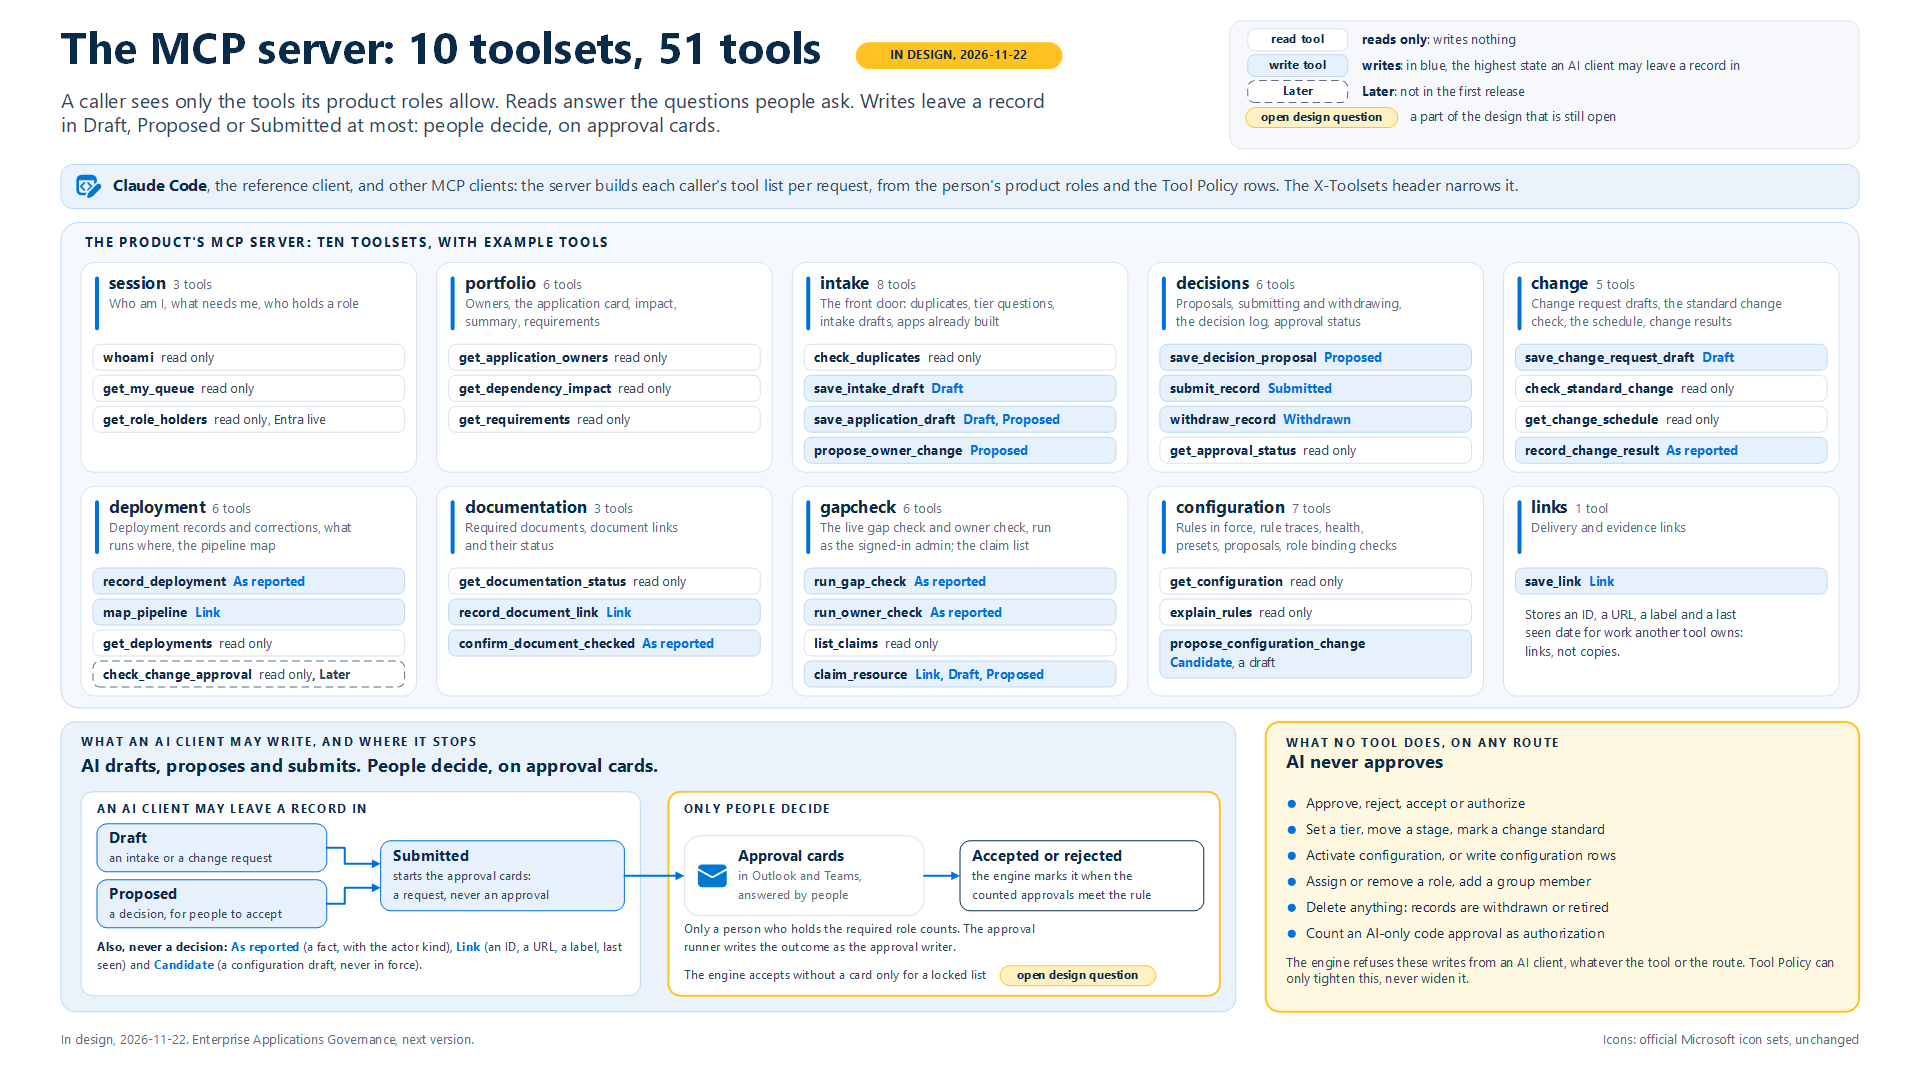 The MCP server: 10 toolsets, 51 tools
IN DESIGN, 2026-11-22
A caller sees only the tools its product roles allow. Reads answer the questions people ask. Writes leave a record
in Draft, Proposed or Submitted at most: people decide, on approval cards.
read tool
reads only: writes nothing
write tool
writes: in blue, the highest state an AI client may leave a record in
Later
Later: not in the first release
open design question
a part of the design that is still open
Claude Code, the reference client, and other MCP clients: the server builds each caller's tool list per request, from the person's product roles and the Tool Policy rows. The X-Toolsets header narrows it.
THE PRODUCT'S MCP SERVER: TEN TOOLSETS, WITH EXAMPLE TOOLS
session 3 tools
Who am I, what needs me, who holds a role
whoami read only
get_my_queue read only
get_role_holders read only, Entra live
portfolio 6 tools
Owners, the application card, impact,
summary, requirements
get_application_owners read only
get_dependency_impact read only
get_requirements read only
intake 8 tools
The front door: duplicates, tier questions,
intake drafts, apps already built
check_duplicates read only
save_intake_draft Draft
save_application_draft Draft, Proposed
propose_owner_change Proposed
decisions 6 tools
Proposals, submitting and withdrawing,
the decision log, approval status
save_decision_proposal Proposed
submit_record Submitted
withdraw_record Withdrawn
get_approval_status read only
change 5 tools
Change request drafts, the standard change
check, the schedule, change results
save_change_request_draft Draft
check_standard_change read only
get_change_schedule read only
record_change_result As reported
deployment 6 tools
Deployment records and corrections, what
runs where, the pipeline map
record_deployment As reported
map_pipeline Link
get_deployments read only
check_change_approval read only, Later
documentation 3 tools
Required documents, document links
and their status
get_documentation_status read only
record_document_link Link
confirm_document_checked As reported
gapcheck 6 tools
The live gap check and owner check, run
as the signed-in admin; the claim list
run_gap_check As reported
run_owner_check As reported
list_claims read only
claim_resource Link, Draft, Proposed
configuration 7 tools
Rules in force, rule traces, health,
presets, proposals, role binding checks
get_configuration read only
explain_rules read only
propose_configuration_change
Candidate, a draft
links 1 tool
Delivery and evidence links
save_link Link
Stores an ID, a URL, a label and a last
seen date for work another tool owns:
links, not copies.
WHAT AN AI CLIENT MAY WRITE, AND WHERE IT STOPS
AI drafts, proposes and submits. People decide, on approval cards.
AN AI CLIENT MAY LEAVE A RECORD IN
Draft
an intake or a change request
Proposed
a decision, for people to accept
Submitted
starts the approval cards:
a request, never an approval
Also, never a decision: As reported (a fact, with the actor kind), Link (an ID, a URL, a label, last
seen) and Candidate (a configuration draft, never in force).
ONLY PEOPLE DECIDE
Approval cards
in Outlook and Teams,
answered by people
Accepted or rejected
the engine marks it when the
counted approvals meet the rule
Only a person who holds the required role counts. The approval
runner writes the outcome as the approval writer.
The engine accepts without a card only for a locked list
open design question
WHAT NO TOOL DOES, ON ANY ROUTE
AI never approves
Approve, reject, accept or authorize
Set a tier, move a stage, mark a change standard
Activate configuration, or write configuration rows
Assign or remove a role, add a group member
Delete anything: records are withdrawn or retired
Count an AI-only code approval as authorization
The engine refuses these writes from an AI client, whatever the tool or the route. Tool Policy can
only tighten this, never widen it.
In design, 2026-11-22. Enterprise Applications Governance, next version.
Icons: official Microsoft icon sets, unchanged